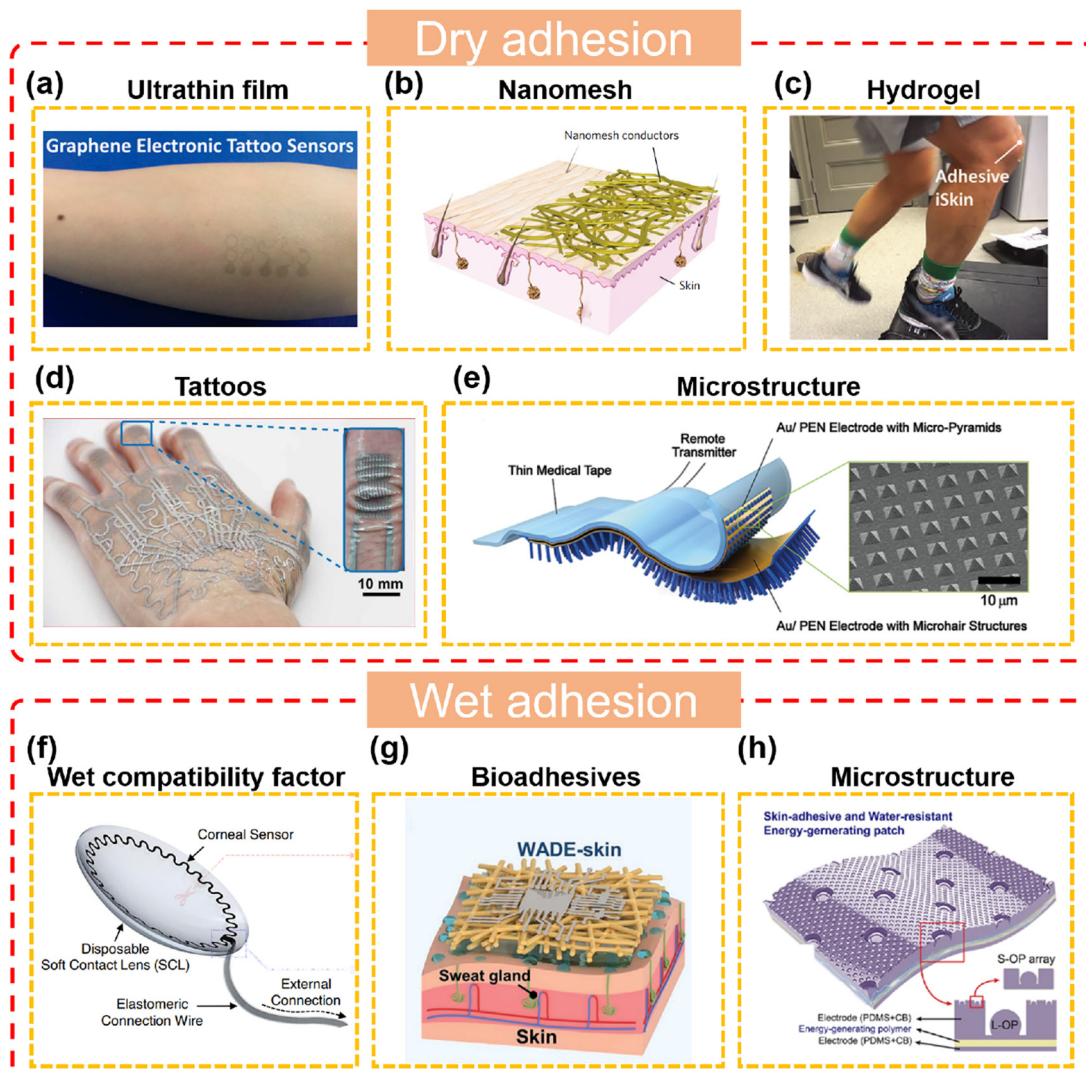 Dry adhesion
(a)
Ultrathin film
Graphene Electronic Tattoo Sensors
(b)
Nanomesh
Nanomesh conductors
Skin
(c)
Hydrogel
Adhesive
iSkin
(d)
Tattoos
10 mm
(e)
Microstructure
Au/ PEN Electrode with Micro-Pyramids
Remote
Transmitter
Thin Medical Tape
10 μm
Au/ PEN Electrode with Microhair Structures
Wet adhesion
(f)
Wet compatibility factor
Corneal Sensor
Disposable
Soft Contact Lens (SCL)
External
Connection
Elastomeric
Connection Wire
(g)
Bioadhesives
WADE-skin
Sweat gland
Skin
(h)
Microstructure
Skin-adhesive and Water-resistant
Energy-gernerating patch
S-OP array
L-OP
Electrode (PDMS+CB)
Energy-generating polymer
Electrode (PDMS+CB)